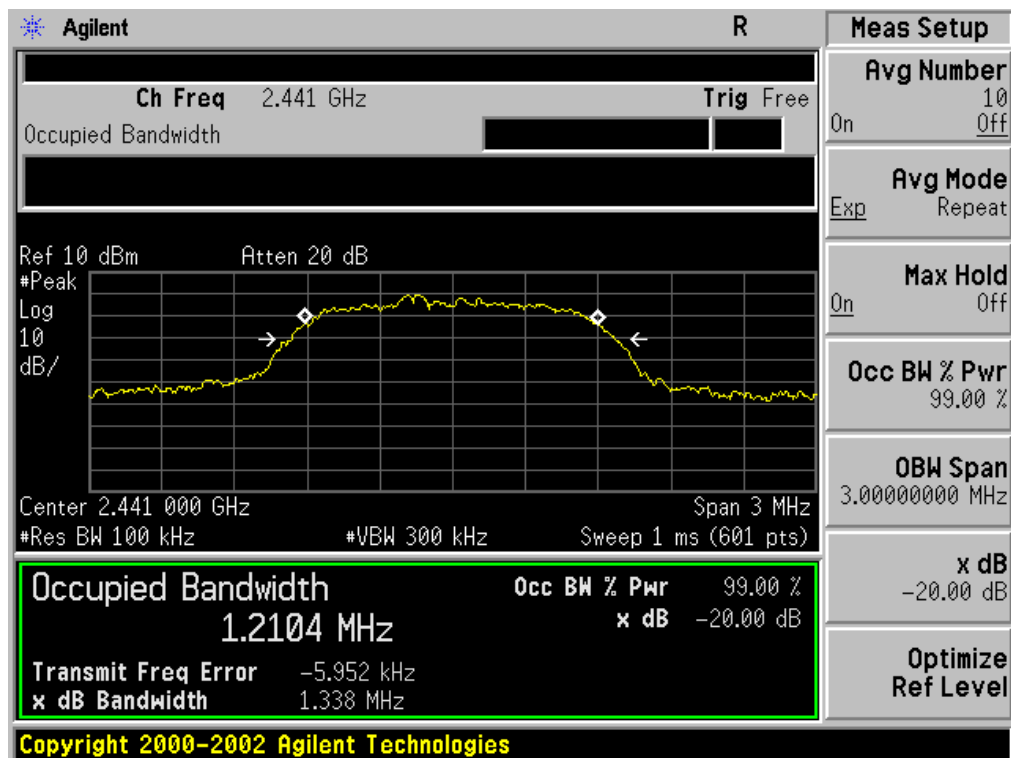 Agilent R Meas Setup
Ch Freq 2.441 GHz Trig Free
Occupied Bandwidth
Avg Number
10
On Off
Avg Mode
Exp Repeat
Max Hold
On Off
Occ BW % Pwr
99.00 %
OBW Span
3.00000000 MHz
x dB
-20.00 dB
Optimize
Ref Level
Ref 10 dBm Atten 20 dB
#Peak
Log
10
dB/
Center 2.441 000 GHz Span 3 MHz
#Res BW 100 kHz #VBW 300 kHz Sweep 1 ms (601 pts)
Occupied Bandwidth Occ BW % Pwr 99.00 %
1.2104 MHz x dB -20.00 dB
Transmit Freq Error -5.952 kHz
x dB Bandwidth 1.338 MHz
Copyright 2000-2002 Agilent Technologies